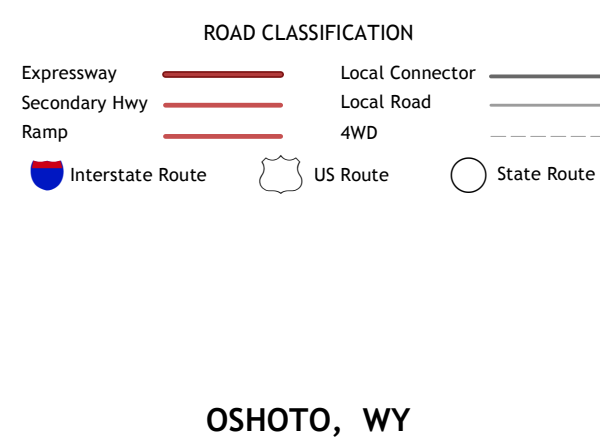 ROAD CLASSIFICATION
Expressway
Local Connector
Secondary Hwy
Local Road
Ramp
4WD
Interstate Route
US Route
State Route
OSHOTO, WY